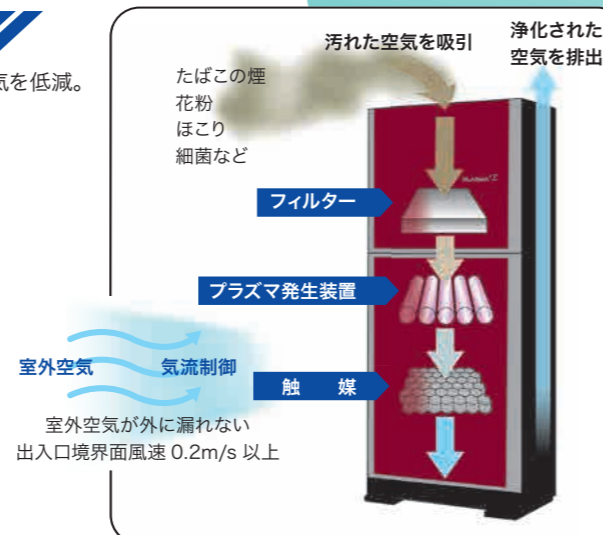 気を低減。
汚れた空気を吸引
浄化された
空気を排出
たばこの煙
花粉
ほこり
細菌など
フィルター
プラズマ発生装置
室外空気
気流制御
触　媒
室外空気が外に漏れない
出入口境界面風速 0.2m/s 以上